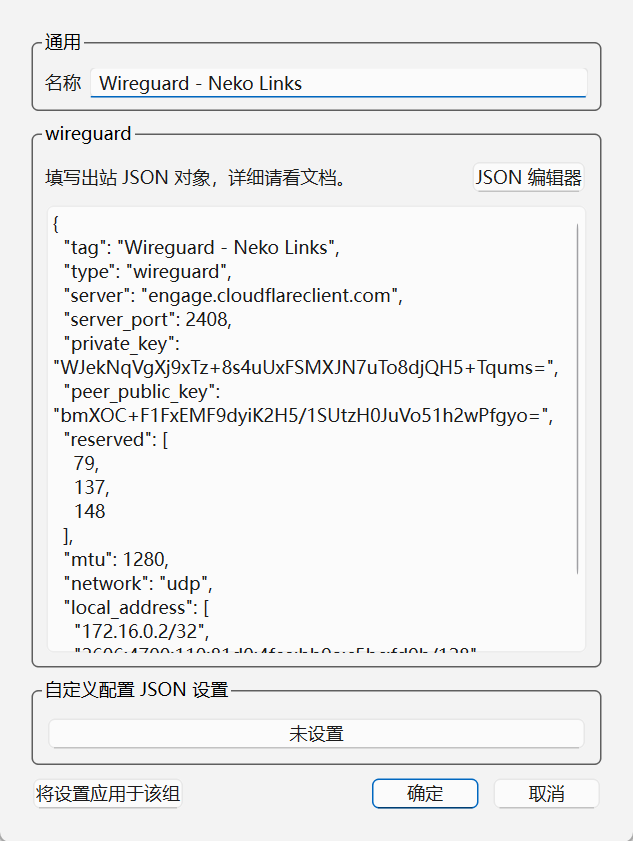 通用
名称 Wireguard - Neko Links
wireguard
填写出站 JSON 对象，详细请看文档。 JSON 编辑器
{
"tag": "Wireguard - Neko Links",
"type": "wireguard",
"server": "engage.cloudflareclient.com",
"server_port": 2408,
"private_key":
"WJekNqVgXj9xTz+8s4uUxFSMXJN7uTo8djQH5+Tqums=",
"peer_public_key":
"bmXOC+F1FxEMF9dyiK2H5/1SUtzH0JuVo51h2wPfgyo=",
"reserved": [
79,
137,
148
],
"mtu": 1280,
"network": "udp",
"local_address": [
"172.16.0.2/32",
自定义配置 JSON 设置
未设置
将设置应用于该组 确定 取消